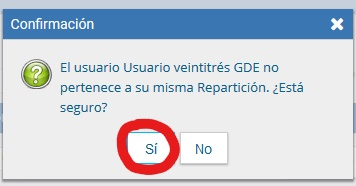 Confirmación
El usuario Usuario veintitrés GDE no
pertenece a su misma Repartición. ¿Está
seguro?
Sí No